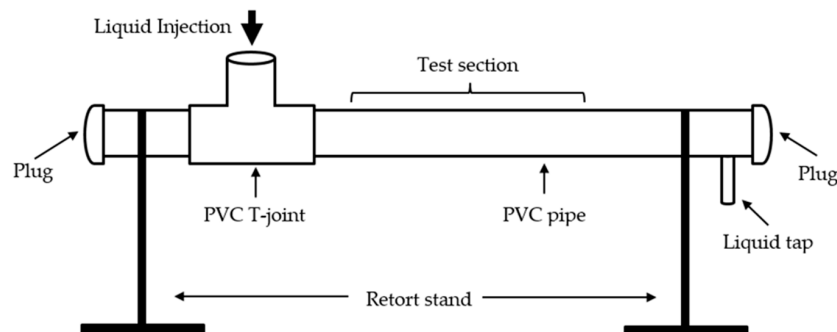 Liquid Injection
Test section
Plug
PVC T-joint
PVC pipe
Plug
Liquid tap
Retort stand